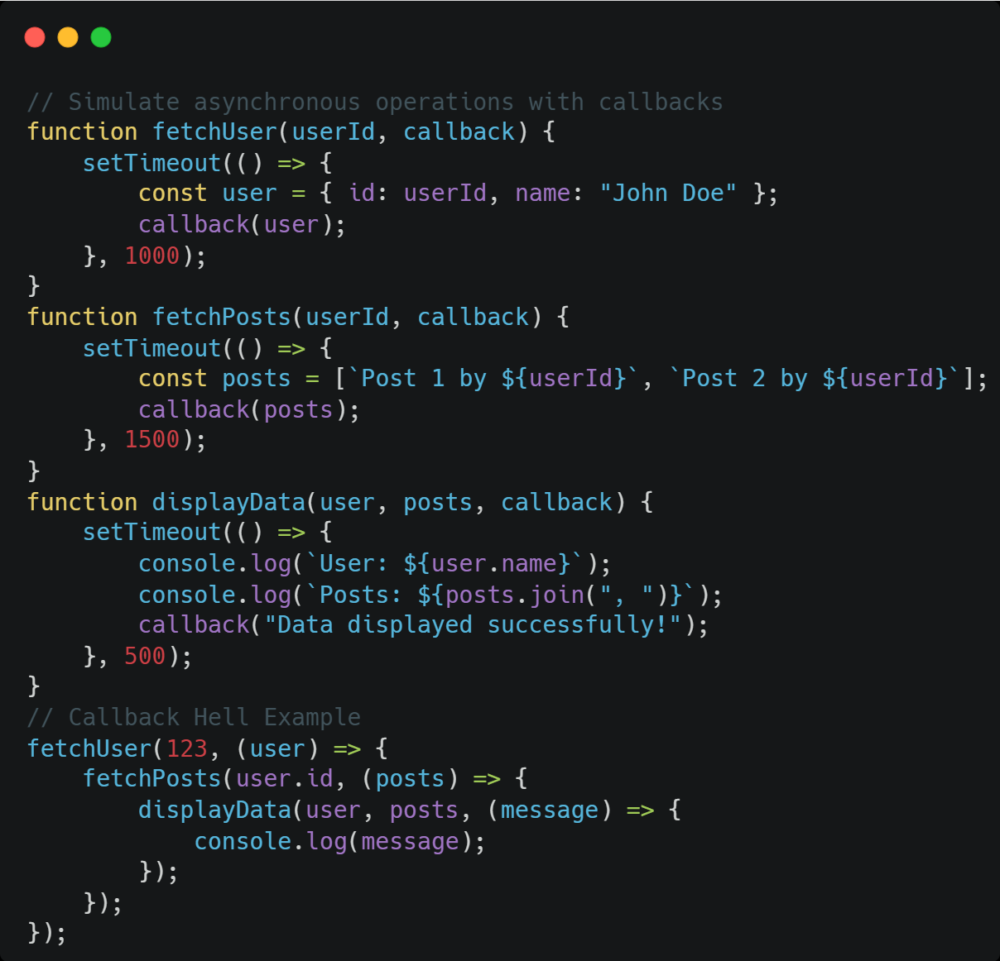 // Simulate asynchronous operations with callbacks
function fetchUser(userId, callback) {
    setTimeout(() => {
        const user = { id: userId, name: "John Doe" };
        callback(user);
    }, 1000);
}
function fetchPosts(userId, callback) {
    setTimeout(() => {
        const posts = [`Post 1 by ${userId}`, `Post 2 by ${userId}`];
        callback(posts);
    }, 1500);
}
function displayData(user, posts, callback) {
    setTimeout(() => {
        console.log(`User: ${user.name}`);
        console.log(`Posts: ${posts.join(", ")}`);
        callback("Data displayed successfully!");
    }, 500);
}
// Callback Hell Example
fetchUser(123, (user) => {
    fetchPosts(user.id, (posts) => {
        displayData(user, posts, (message) => {
            console.log(message);
        });
    });
});